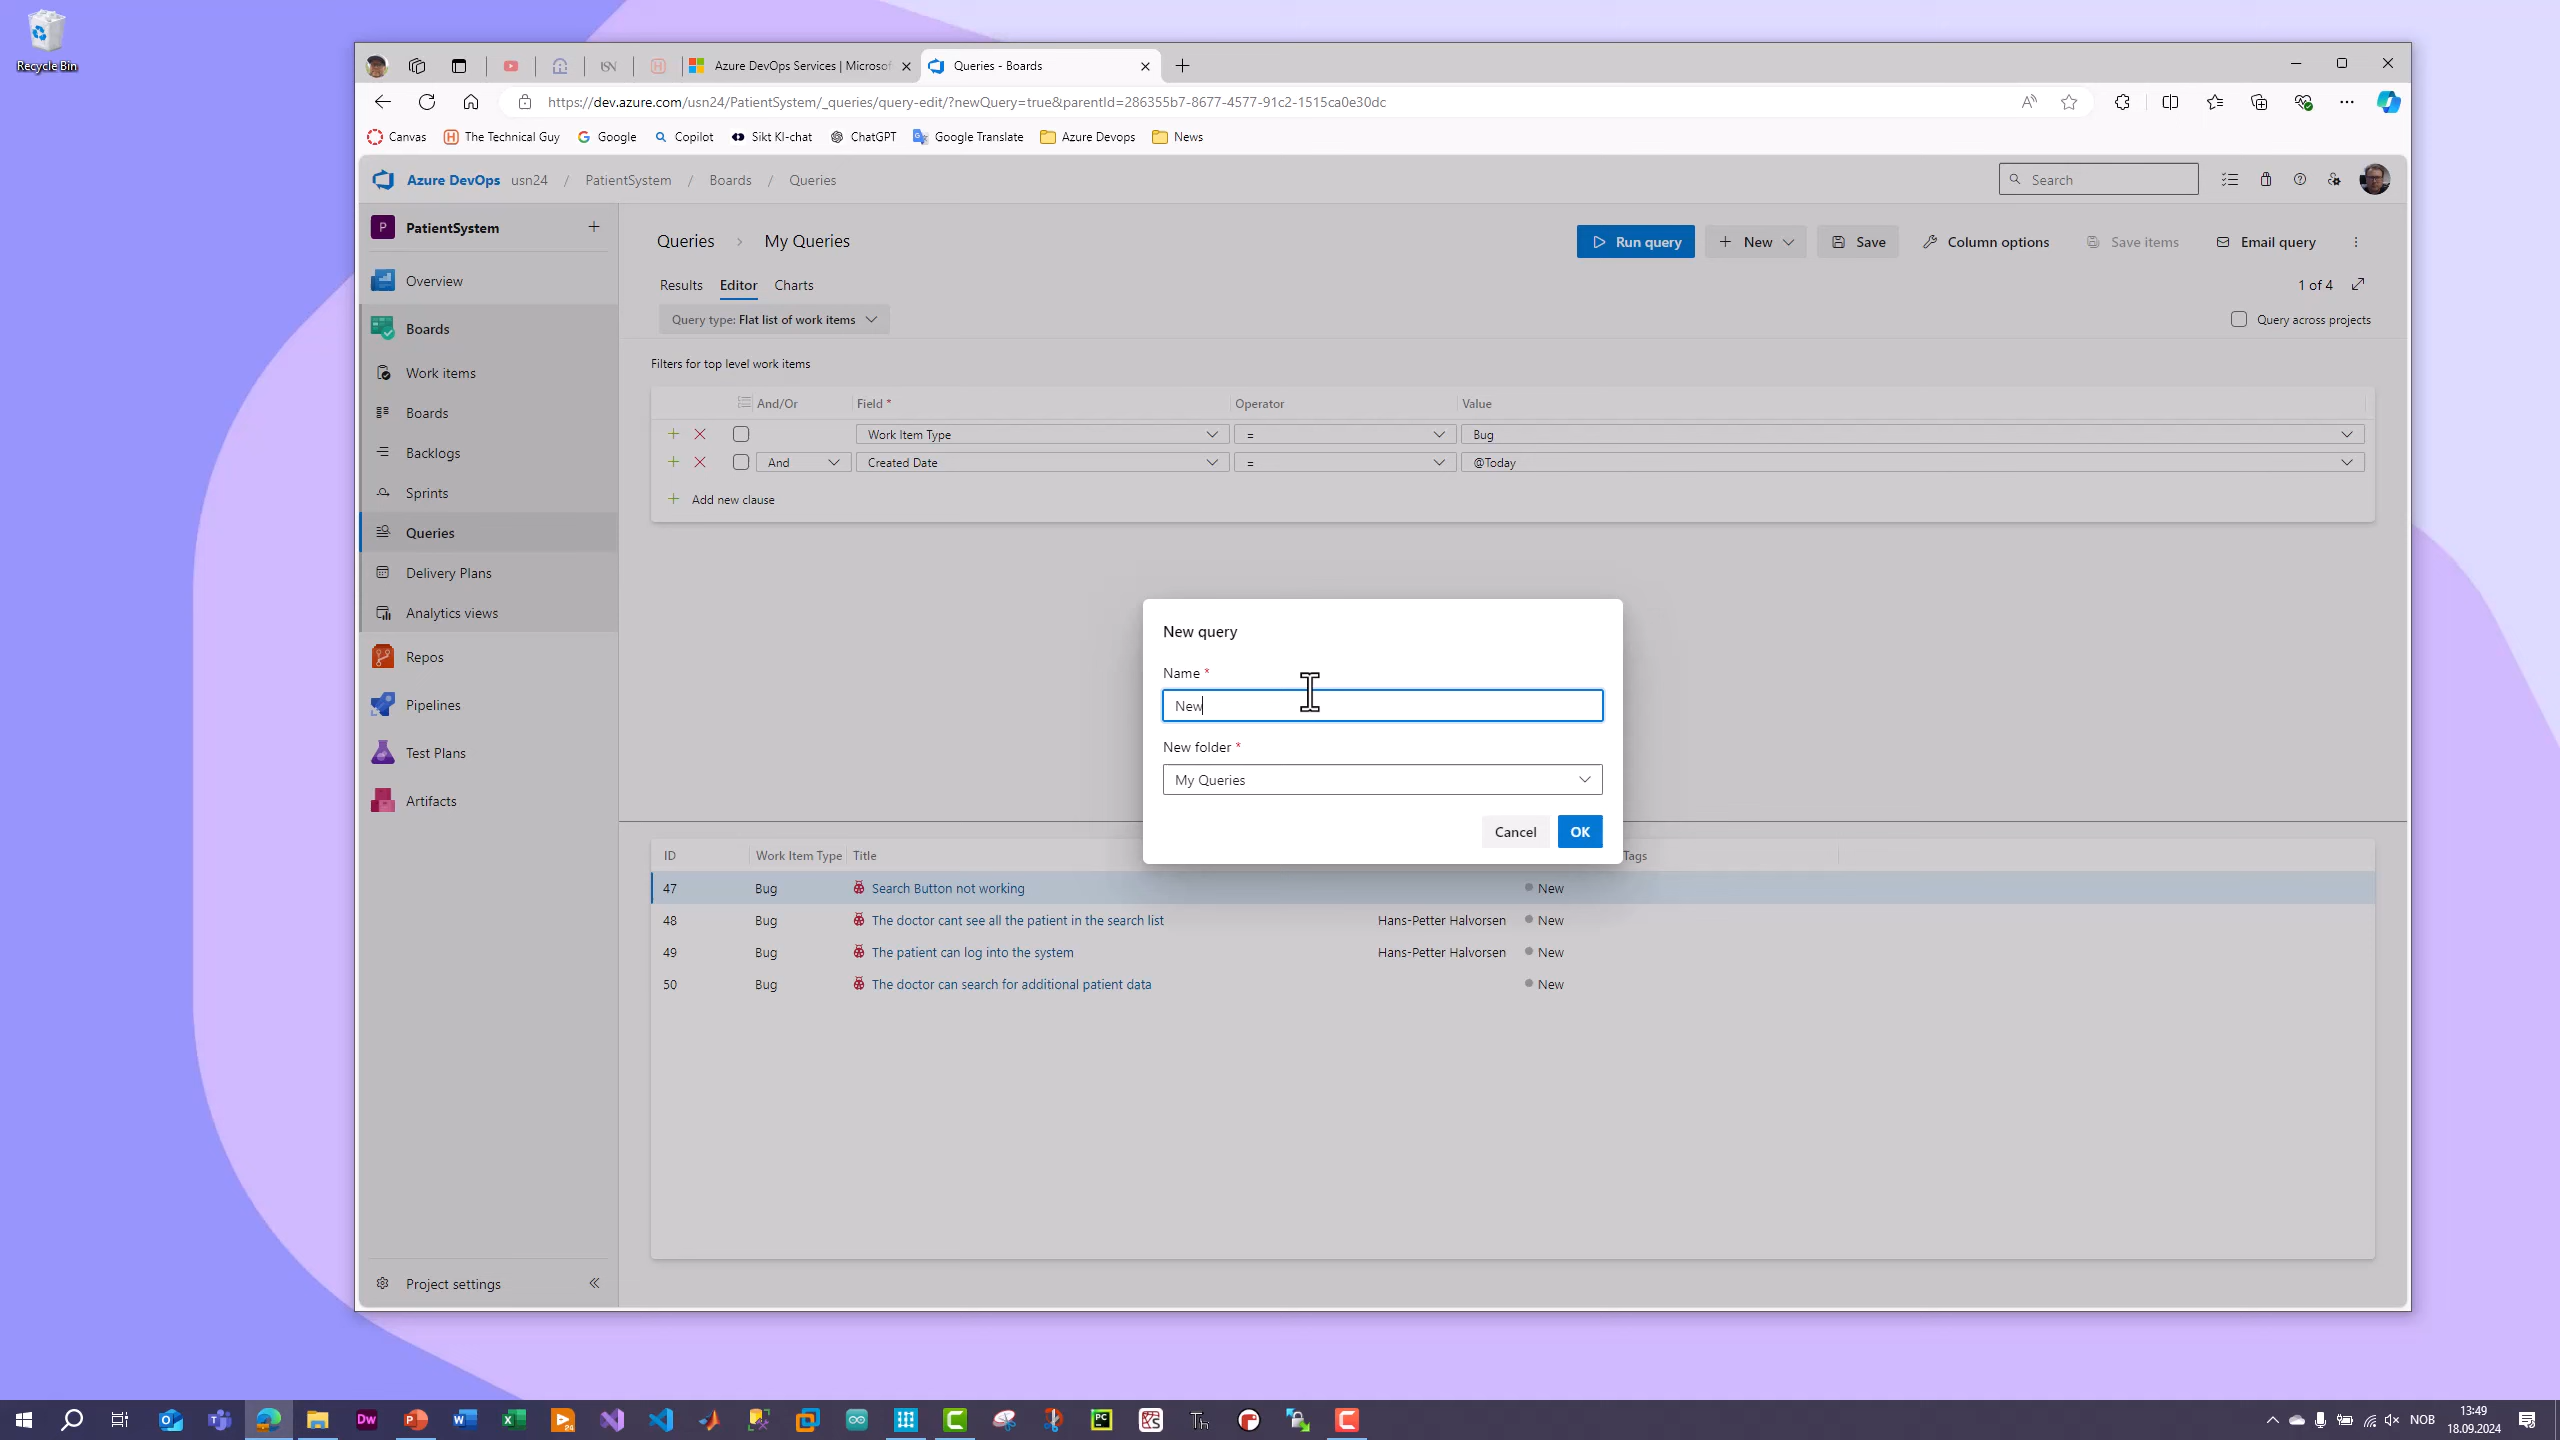 Recycle Bin
Azure DevOps Services | Microsof
Queries - Boards
https://dev.azure.com/usn24/PatientSystem/_queries/query-edit/?newQuery=true&parentId=286355b7-8677-4577-91c2-1515ca0e30dc
Canvas The Technical Guy Google Copilot Sikt KI-chat ChatGPT Google Translate Azure Devops News
Azure DevOps usn24 / PatientSystem / Boards / Queries
Search
P PatientSystem
Overview
Boards
Work items
Boards
Backlogs
Sprints
Queries
Delivery Plans
Analytics views
Repos
Pipelines
Test Plans
Artifacts
Project settings
Queries > My Queries
Run query New Save Column options Save items Email query
Results Editor Charts
1 of 4
Query type: Flat list of work items
Query across projects
Filters for top level work items
And/Or Field * Operator Value
Work Item Type = Bug
And Created Date = @Today
+ Add new clause
New query
Name *
New
New folder *
My Queries
Cancel OK
ID Work Item Type Title Tags
47 Bug Search Button not working New
48 Bug The doctor cant see all the patient in the search list Hans-Petter Halvorsen New
49 Bug The patient can log into the system Hans-Petter Halvorsen New
50 Bug The doctor can search for additional patient data New
NOB
13:49
18.09.2024